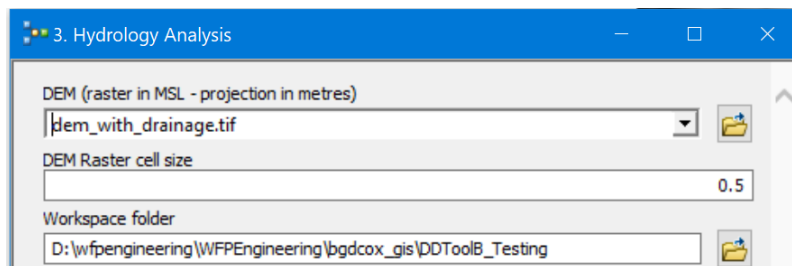 3. Hydrology Analysis
DEM (raster in MSL - projection in metres)
dem_with_drainage.tif
DEM Raster cell size
0.5
Workspace folder
D:\wfpengineering\WFPEngineering\bgdcox_gis\DDToolB_Testing